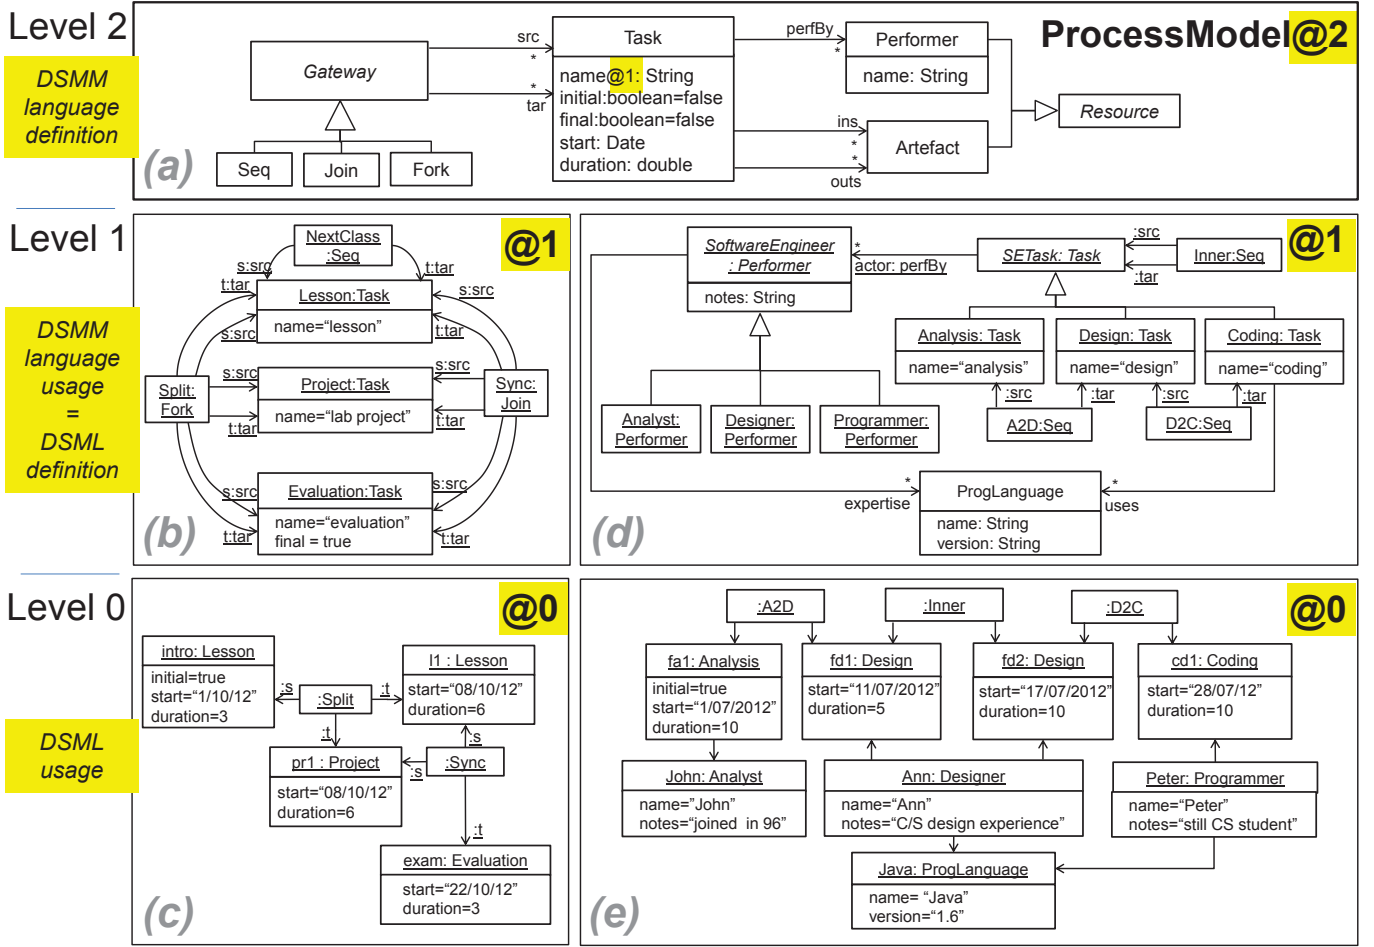 Level 2
DSMM
language
definition
ProcessModel@2
Gateway
Seq
Join
Fork
(a)
src
*
*
tar
Task
name@1: String
initial:boolean=false
final:boolean=false
start: Date
duration: double
perfBy
*
Performer
name: String
ins
*
*
outs
Artefact
Resource
Level 1
DSMM
language
usage
=
DSML
definition
@1
NextClass
:Seq
s:src
t:tar
t:tar
Lesson:Task
name=“lesson”
s:src
s:src
t:tar
s:src
Project:Task
name=“lab project”
s:src
t:tar
t:tar
Split:
Fork
Sync:
Join
Evaluation:Task
name=“evaluation”
final = true
s:src
s:src
t:tar
t:tar
(b)
@1
SoftwareEngineer
: Performer
notes: String
*
actor: perfBy
SETask: Task
:src
:tar
Inner:Seq
Analysis: Task
name=“analysis”
Design: Task
name=“design”
Coding: Task
name=“coding”
:src
:tar
:src
:tar
A2D:Seq
D2C:Seq
Analyst:
Performer
Designer:
Performer
Programmer:
Performer
*
expertise
ProgLanguage
name: String
version: String
*
uses
(d)
Level 0
DSML
usage
@0
intro: Lesson
initial=true
start=“1/10/12”
duration=3
:s
:Split
:t
:t
l1 : Lesson
start=“08/10/12”
duration=6
:s
pr1 : Project
start=“08/10/12”
duration=6
:s
:Sync
:t
exam: Evaluation
start=“22/10/12”
duration=3
(c)
@0
:A2D
:Inner
:D2C
fa1: Analysis
initial=true
start=“1/07/2012”
duration=10
fd1: Design
start=“11/07/2012”
duration=5
fd2: Design
start=“17/07/2012”
duration=10
cd1: Coding
start=“28/07/12”
duration=10
John: Analyst
name=”John”
notes=“joined in 96”
Ann: Designer
name=“Ann”
notes=“C/S design experience”
Peter: Programmer
name=“Peter”
notes=“still CS student”
Java: ProgLanguage
name= “Java”
version=“1.6”
(e)